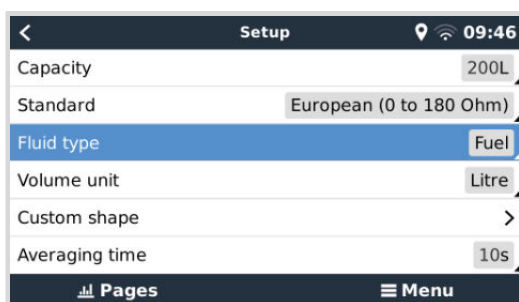 Setup 09:46
Capacity 200L
Standard European (0 to 180 Ohm)
Fluid type Fuel
Volume unit Litre
Custom shape
Averaging time 10s
Pages Menu